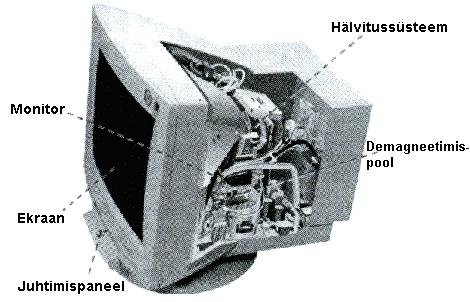 Hälvitussüsteem
Monitor
Demagneetimis-
pool
Ekraan
Juhtimispaneel